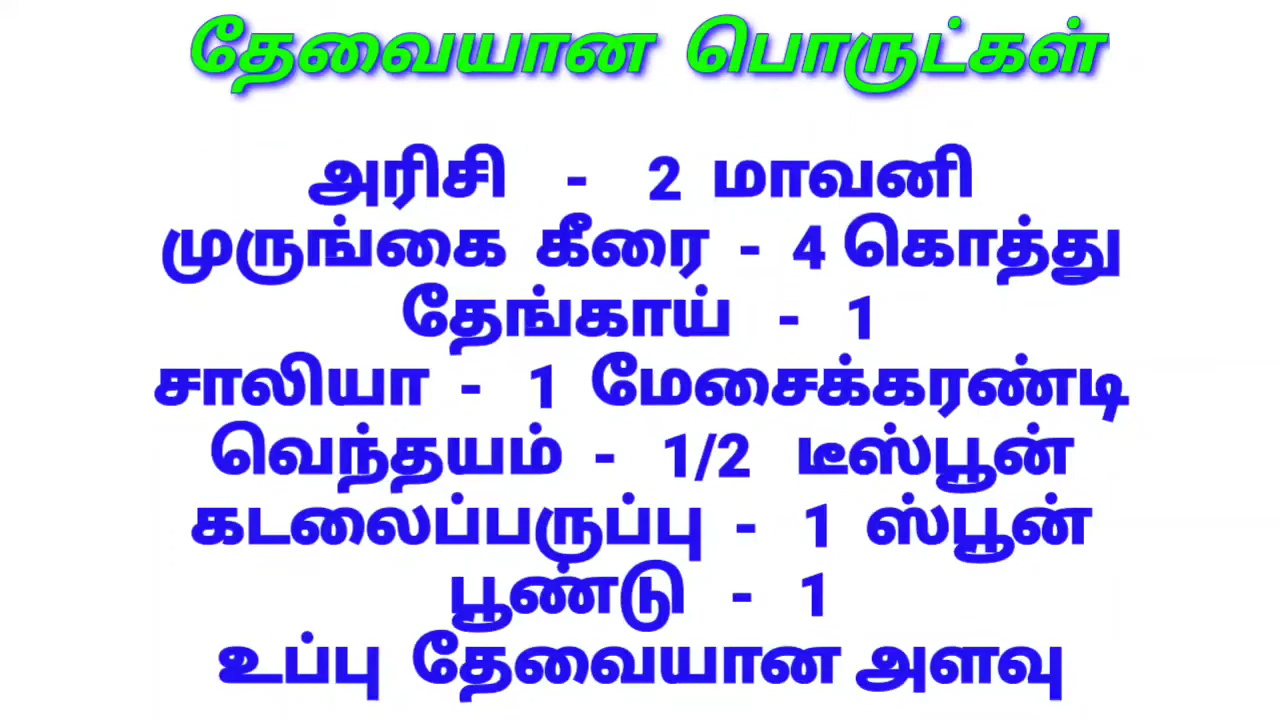 தேவையான பொருட்கள்
அரிசி - 2 மாவனி
முருங்கை கீரை - 4 கொத்து
தேங்காய் - 1
சாலியா - 1 மேசைக்கரண்டி
வெந்தயம் - 1/2 டீஸ்பூன்
கடலைப்பருப்பு - 1 ஸ்பூன்
பூண்டு - 1
உப்பு தேவையான அளவு